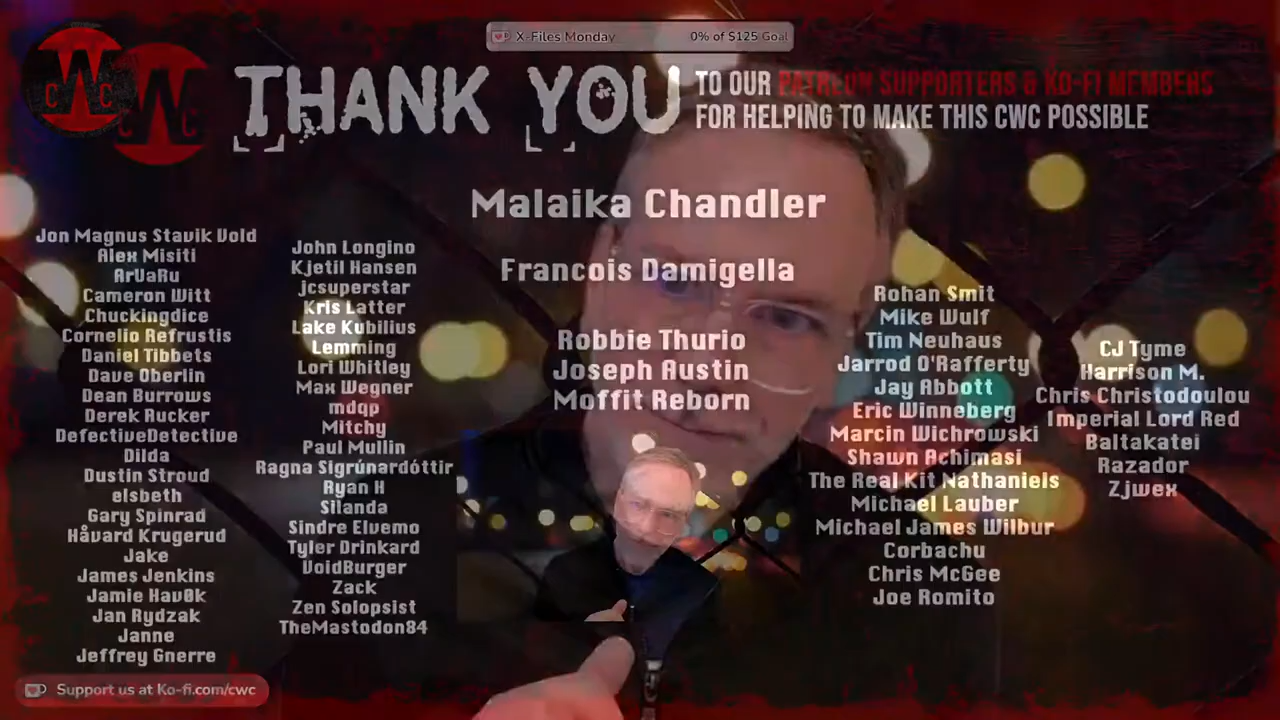 X-Files Monday 0% of $125 Goal
CWC
CWC
THANK YOU
TO OUR PATREON SUPPORTERS & KO-FI MEMBERS
FOR HELPING TO MAKE THIS CWC POSSIBLE
Malaika Chandler
Francois Damigella
Robbie Thurio
Joseph Austin
Moffit Reborn
Jon Magnus Stavik Vold
Alex Misiti
ArVaRu
Cameron Witt
Chuckingdice
Cornelio Refrustis
Daniel Tibbets
Dave Oberlin
Dean Burrows
Derek Rucker
DefectiveDetective
Dilda
Dustin Stroud
elsbeth
Gary Spinrad
Håvard Krugerud
Jake
James Jenkins
Jamie Hav0k
Jan Rydzak
Janne
Jeffrey Gnerre
John Longino
Kjetil Hansen
jcsuperstar
Kris Latter
Lake Kubilius
Lemming
Lori Whitley
Max Wegner
mdqp
Mitchy
Paul Mullin
Ragna Sigrúnardóttir
Ryan H
Silanda
Sindre Elvemo
Tyler Drinkard
VoidBurger
Zack
Zen Solopsist
TheMastodon84
Rohan Smit
Mike Wulf
Tim Neuhaus
Jarrod O'Rafferty
Jay Abbott
Eric Winneberg
Marcin Wichrowski
Shawn Achimasi
The Real Kit Nathaniels
Michael Lauber
Michael James Wilbur
Corbachu
Chris McGee
Joe Romito
CJ Tyme
Harrison M.
Chris Christodoulou
Imperial Lord Red
Baltakatei
Razador
Zjwex
Support us at Ko-fi.com/cwc